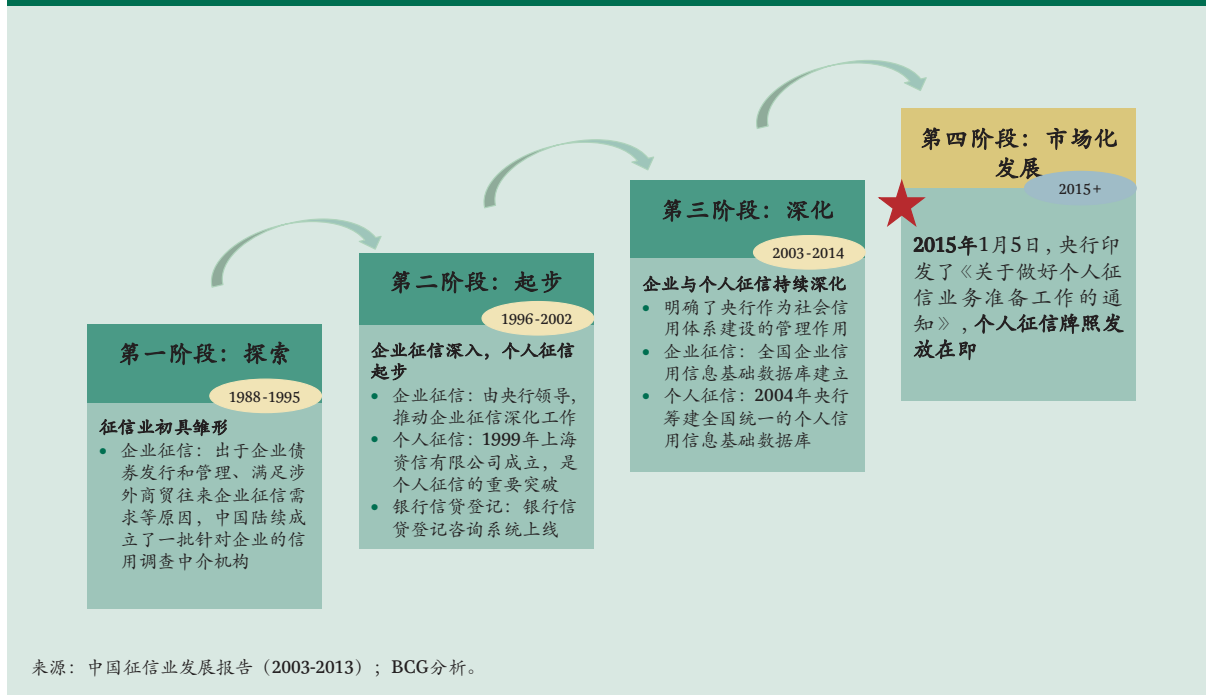 第一阶段：探索
1988-1995
征信业初具雏形
• 企业征信：出于企业债
券发行和管理、满足涉
外商贸往来企业征信需
求等原因，中国陆续成
立了一批针对企业的信
用调查中介机构
第二阶段：起步
1996-2002
企业征信深入，个人征信
起步
• 企业征信：由央行领导，
推动企业征信深化工作
• 个人征信：1999年上海
资信有限公司成立，是
个人征信的重要突破
• 银行信贷登记：银行信
贷登记咨询系统上线
第三阶段：深化
2003-2014
企业与个人征信持续深化
• 明确了央行作为社会信
用体系建设的管理作用
• 企业征信：全国企业信
用信息基础数据库建立
• 个人征信：2004年央行
筹建全国统一的个人信
用信息基础数据库
第四阶段：市场化
发展
2015+
2015年1月5日，央行印
发了《关于做好个人征
信业务准备工作的通
知》，个人征信牌照发
放在即
来源：中国征信业发展报告（2003-2013）；BCG分析。